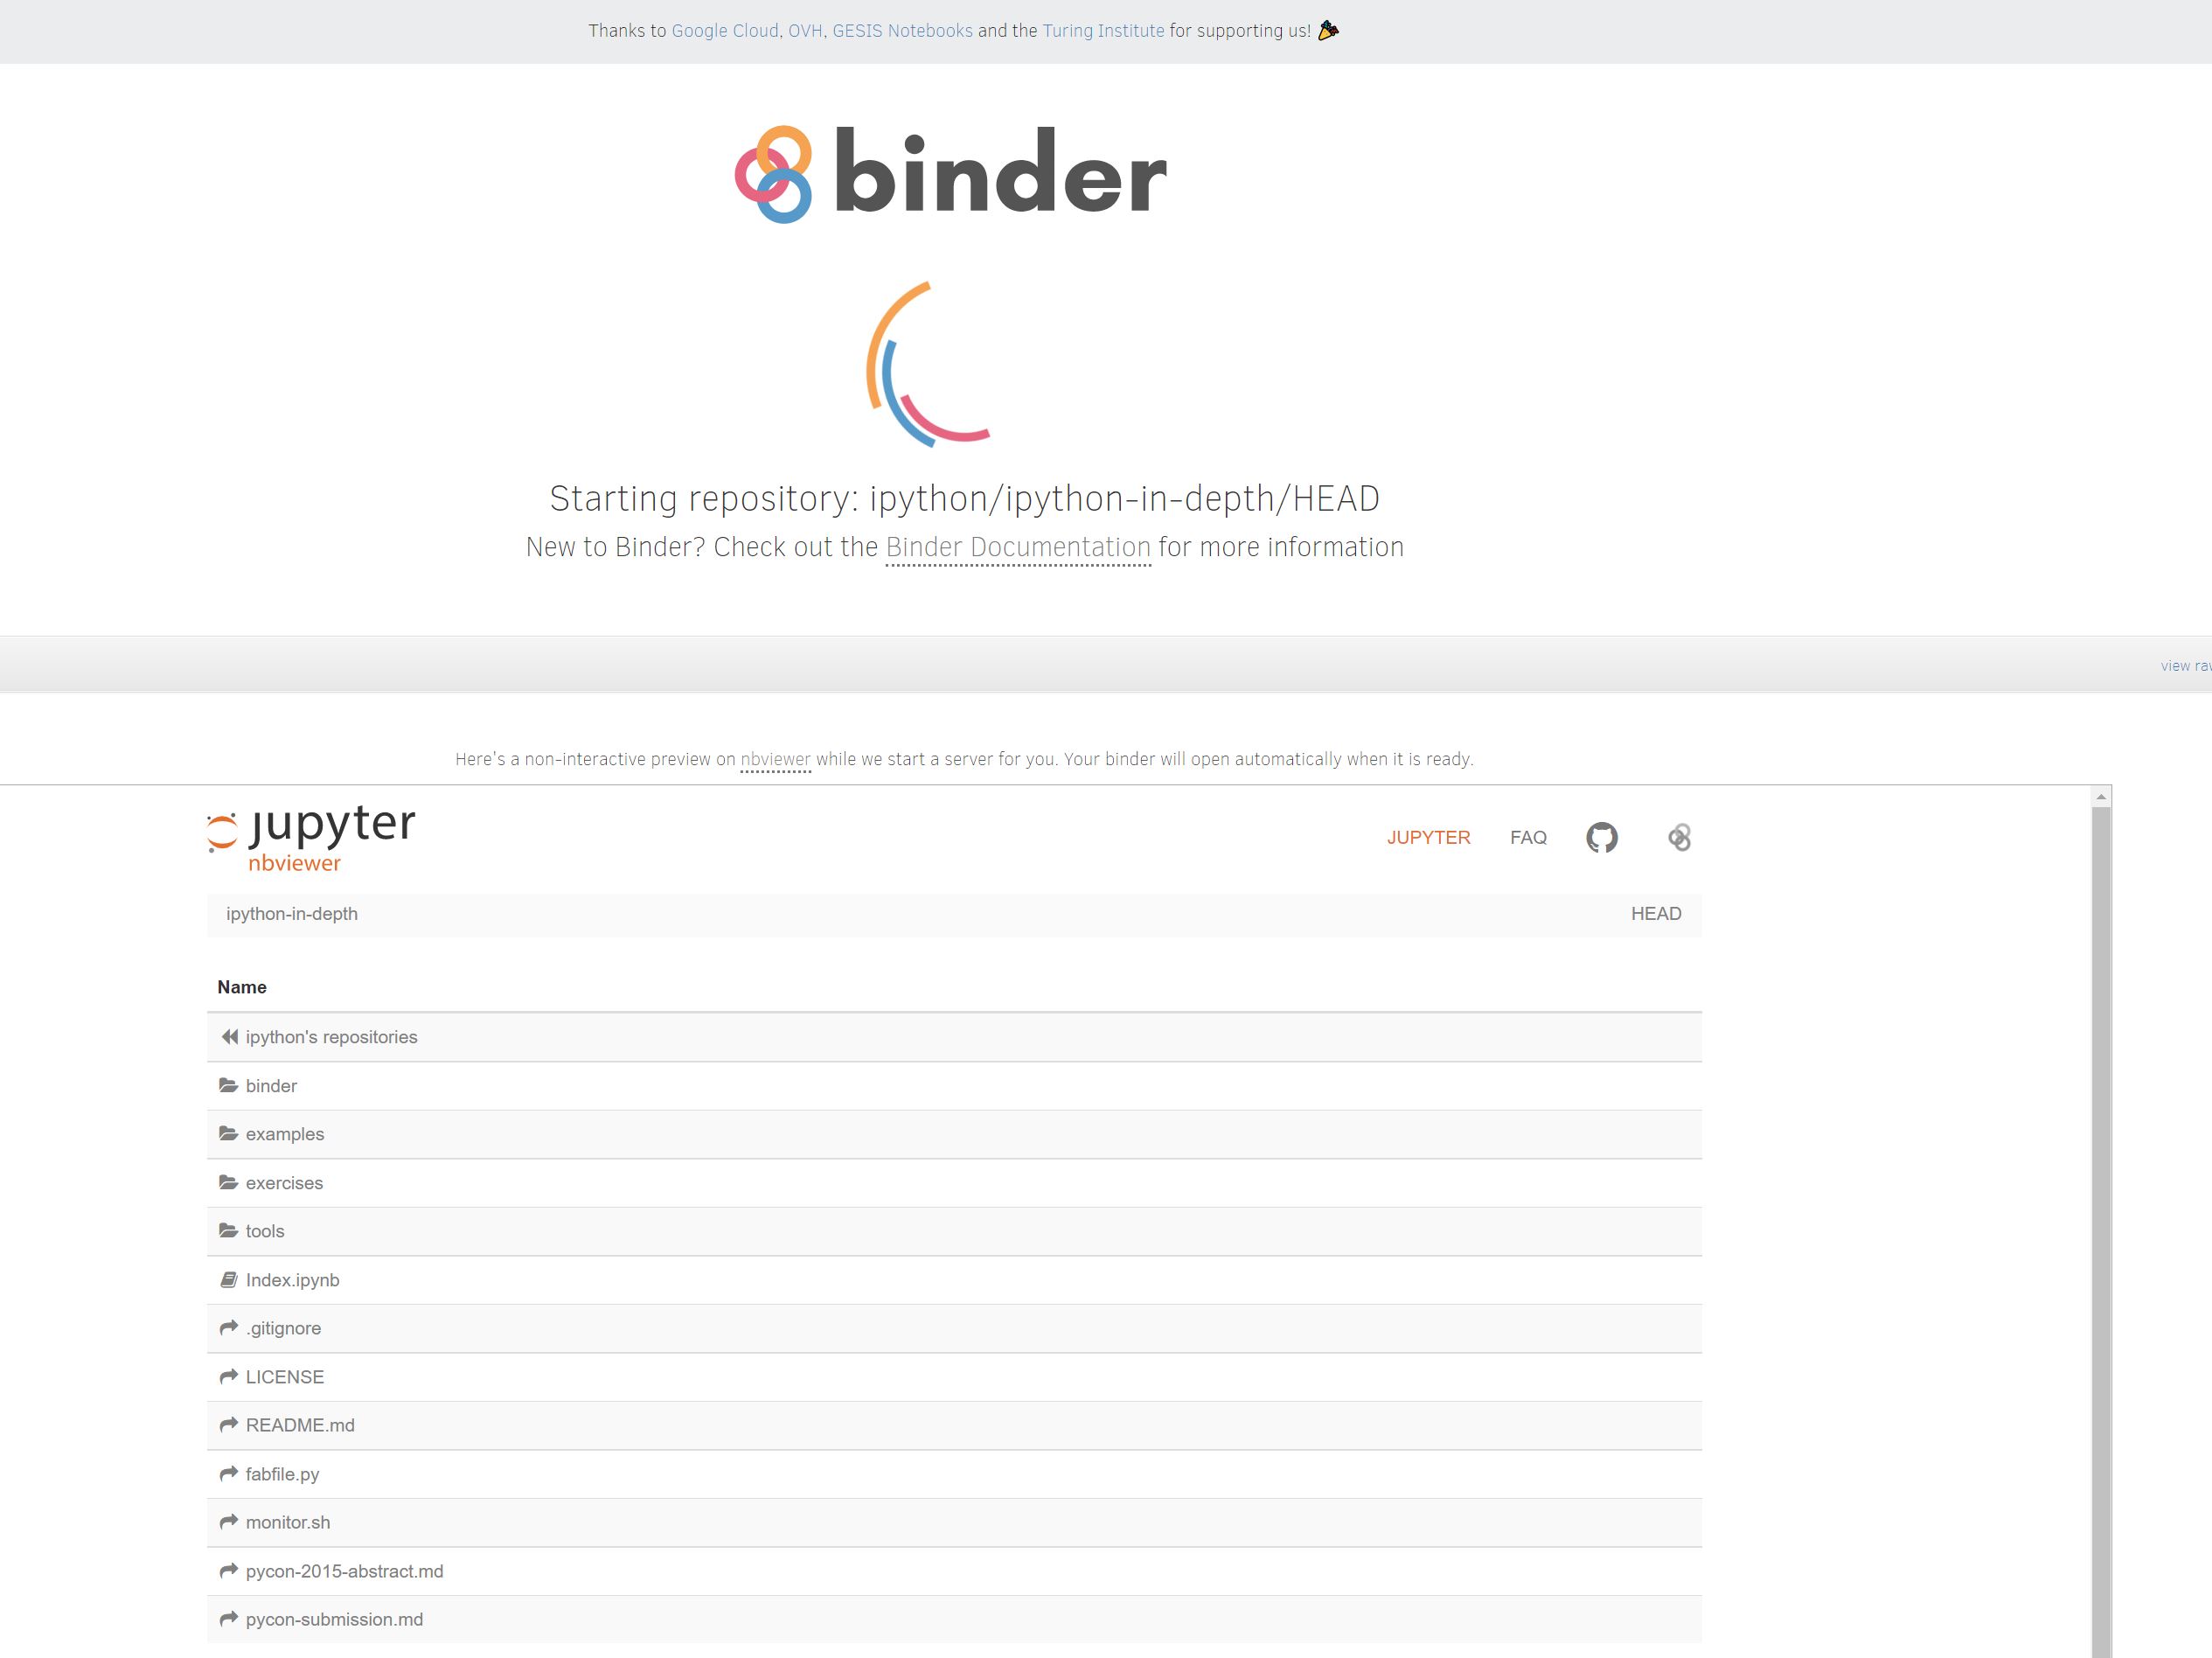 Thanks to Google Cloud, OVH, GESIS Notebooks and the Turing Institute for supporting us! 🎉
binder
Starting repository: ipython/ipython-in-depth/HEAD
New to Binder? Check out the Binder Documentation for more information
view raw
Here's a non-interactive preview on nbviewer while we start a server for you. Your binder will open automatically when it is ready.
jupyter
nbviewer
JUPYTER FAQ
ipython-in-depth HEAD
Name
ipython's repositories
binder
examples
exercises
tools
Index.ipynb
.gitignore
LICENSE
README.md
fabfile.py
monitor.sh
pycon-2015-abstract.md
pycon-submission.md